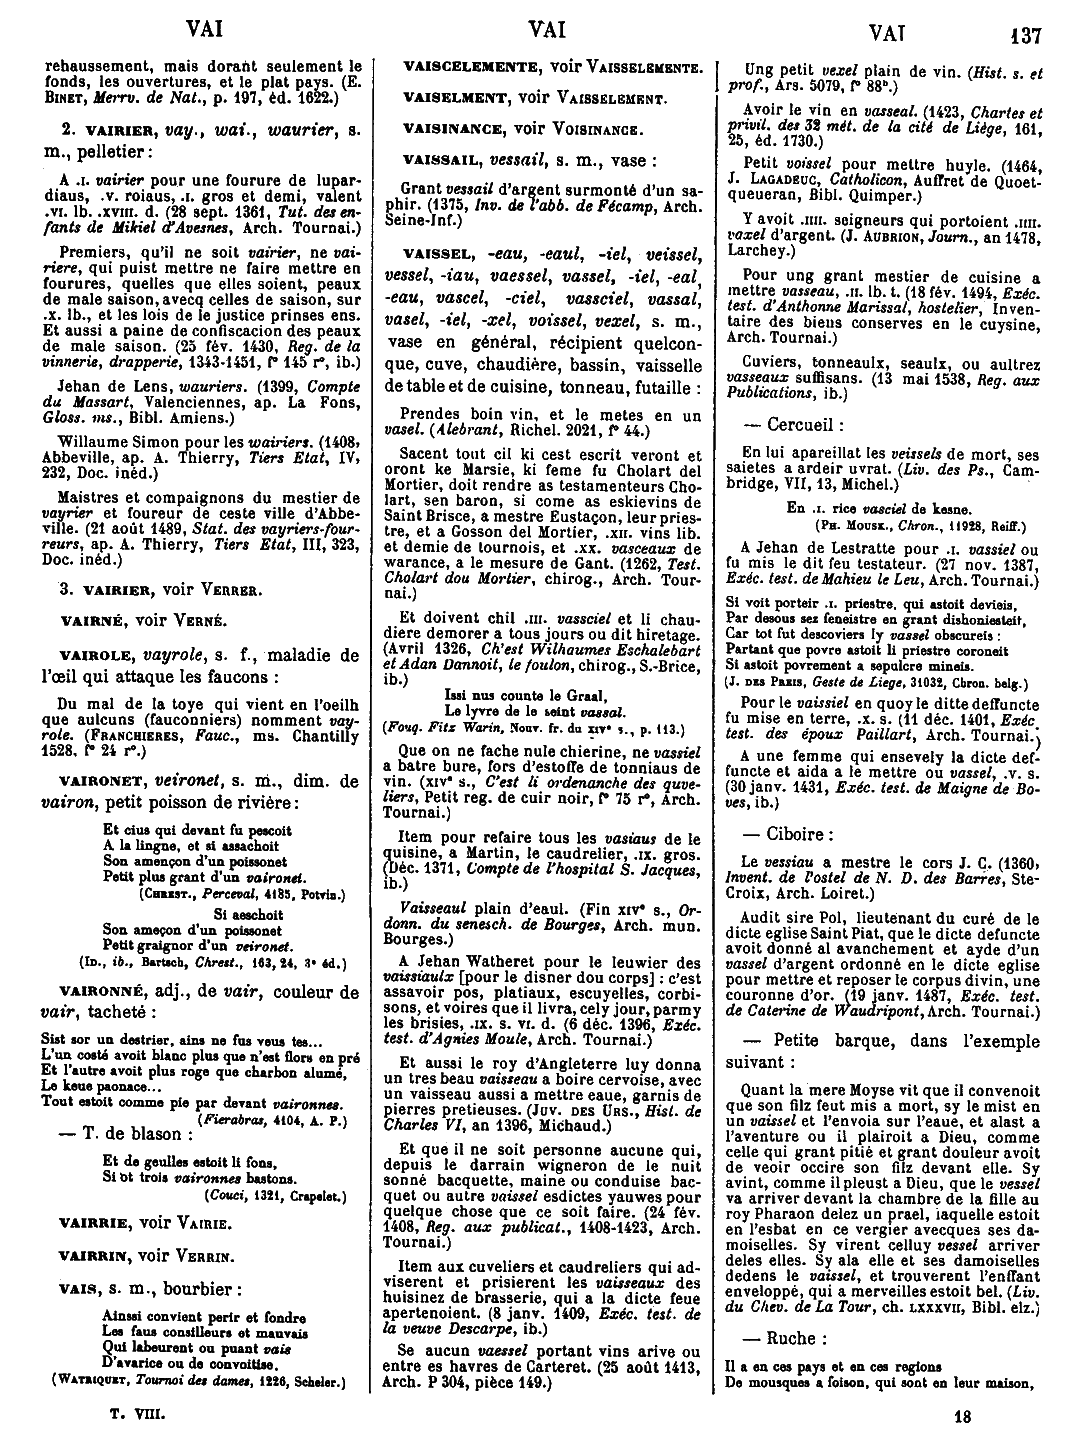 VAI
VAI
VAI
137
rehaussement, mais dorant seulement le
fonds, les ouvertures, et le plat pays. (E.
BINET, Merrv. de Nat., p. 197, éd. 1622.)
2. VAIRIER, vay., wai., waurier, s.
m., pelletier :
A .I. vairier pour une fourure de lupar-
diaus, .V. roiaus, .I. gros et demi, valent
.VI. lb. .XVIII. d. (28 sept. 1361, Tut. des en-
fants de Mikiel d'Avesnes, Arch. Tournai.)
Premiers, qu'il ne soit vairier, ne vai-
riere, qui puist mettre ne faire mettre en
fourures, quelles que elles soient, peaux
de male saison, avecq celles de saison, sur
.X. lb., et les lois de le justice prinses ens.
Et aussi a paine de confiscacion des peaux
de male saison. (25 fév. 1430, Reg. de la
vinnerie, drapperie, 1343-1451, f° 145 r°, ib.)
Jehan de Lens, wauriers. (1399, Compte
du Massart, Valenciennes, ap. La Fons,
Gloss. ms., Bibl. Amiens.)
Willaume Simon pour les wairiers. (1408,
Abbeville, ap. A. Thierry, Tiers Etat, IV,
232, Doc. inéd.)
Maistres et compaignons du mestier de
vayrier et foureur de ceste ville d'Abbe-
ville. (21 août 1489, Stat. des vayriers-four-
reurs, ap. A. Thierry, Tiers Etat, III, 323,
Doc. inéd.)
3. VAIRIER, voir VERRER.
VAIRNÉ, voir VERNÉ.
VAIROLE, vayrole, s. f., maladie de
l'œil qui attaque les faucons :
Du mal de la toye qui vient en l'oeilh
que aulcuns (fauconniers) nomment vay-
role. (FRANCHIERES, Fauc., ms. Chantilly
1528, f° 24 r°.)
VAIRONET, veironet, s. m., dim. de
vairon, petit poisson de rivière :
Et cius qui devant fu pescoit
A la lingne, et si assachoit
Son amençon d'un poissonet
Petit plus grant d'un vaironet.
(CHREST., Perceval, 4185, Potvin.)
Si aeschoit
Son ameçon d'un poissonet
Petit graignor d'un veironet.
(ID., ib., Bartsch, Chrest., 163, 24, 3e éd.)
VAIRONNÉ, adj., de vair, couleur de
vair, tacheté :
Sist sor un destrier, ains ne fus veus tes...
L'un costé avoit blanc plus que n'est flors en pré
Et l'autre avoit plus roge que charbon alumé,
Le keue paonace...
Tout estoit comme pie par devant vaironnes.
(Fierabras, 4104, A. P.)
— T. de blason :
Et de geulles estoit li fons,
Si ot trois vaironnes bastons.
(Couci, 1321, Crapelet.)
VAIRRIE, voir VAIRIE.
VAIRRIN, voir VERRIN.
VAIS, s. m., bourbier :
Ainssi convient perir et fondre
Les faus consilleurs et mauvais
Qui labeurent ou puant vais
D'avarice ou de convoitise.
(WATRIQUET, Tournoi des dames, 1226, Scheler.)
T. VIII.
VAISCELEMENTE, voir VAISSELEMENTE.
VAISELMENT, voir VAISSELEMENT.
VAISINANCE, voir VOISINANCE.
VAISSAIL, vessail, s. m., vase :
Grant vessail d'argent surmonté d'un sa-
phir. (1375, Inv. de l'abb. de Fécamp, Arch.
Seine-Inf.)
VAISSEL, -eau, -eaul, -iel, veissel,
vessel, -iau, vaessel, vassel, -iel, -eal,
-eau, vascel, -ciel, vassciel, vassal,
vasel, -iel, -xel, voissel, vexel, s. m.,
vase en général, récipient quelcon-
que, cuve, chaudière, bassin, vaisselle
de table et de cuisine, tonneau, futaille :
Prendes boin vin, et le metes en un
vasel. (Alebrant, Richel. 2021, f° 44.)
Sacent tout cil ki cest escrit veront et
oront ke Marsie, ki feme fu Cholart del
Mortier, doit rendre as testamenteurs Cho-
lart, sen baron, si come as eskievins de
Saint Brisce, a mestre Eustaçon, leur pries-
tre, et a Gosson del Mortier, .XII. vins lib.
et demie de tournois, et .XX. vasceaux de
warance, a le mesure de Gant. (1262, Test.
Cholart dou Mortier, chirog., Arch. Tour-
nai.)
Et doivent chil .III. vassciel et li chau-
diere demorer a tous jours ou dit hiretage.
(Avril 1326, Ch'est Wilhaumes Eschalebart
et Adan Dannoit, le foulon, chirog., S.-Brice,
ib.)
Issi nus counte le Graal,
Le lyvre de le seint vassal.
(Fouq. Fitz Warin, Nouv. fr. du XIVe s., p. 113.)
Que on ne fache nule chierine, ne vassiel
a batre bure, fors d'estoffe de tonniaus de
vin. (XIVe s., C'est li ordenanche des quve-
liers, Petit reg. de cuir noir, f° 75 r°, Arch.
Tournai.)
Item pour refaire tous les vasiaus de le
quisine, a Martin, le caudrelier, .IX. gros.
(Déc. 1371, Compte de l'hospital S. Jacques,
ib.)
Vaisseaul plain d'eaul. (Fin XIVe s., Or-
donn. du senesch. de Bourges, Arch. mun.
Bourges.)
A Jehan Watheret pour le leuwier des
vaissiaulx [pour le disner dou corps] : c'est
assavoir pos, platiaux, escuyelles, corbi-
sons, et voires que il livra, cely jour, parmy
les brisies, .IX. s. VI. d. (6 déc. 1396, Exéc.
test. d'Agnies Moule, Arch. Tournai.)
Et aussi le roy d'Angleterre luy donna
un tres beau vaisseau a boire cervoise, avec
un vaisseau aussi a mettre eaue, garnis de
pierres pretieuses. (JUV. DES URS., Hist. de
Charles VI, an 1396, Michaud.)
Et que il ne soit personne aucune qui,
depuis le darrain wigneron de le nuit
sonné bacquette, maine ou conduise bac-
quet ou autre vaissel esdictes yauwes pour
quelque chose que ce soit faire. (24 fév.
1408, Reg. aux publicat., 1408-1423, Arch.
Tournai.)
Item aux cuveliers et caudreliers qui ad-
viserent et prisierent les vaisseaux des
huisinez de brasserie, qui a la dicte feue
apertenoient. (8 janv. 1409, Exéc. test. de
la veuve Descarpe, ib.)
Se aucun vaessel portant vins arive ou
entre es havres de Carteret. (25 août 1413,
Arch. P 304, pièce 149.)
Ung petit vexel plain de vin. (Hist. s. et
prof., Ars. 5079, f° 88b.)
Avoir le vin en vasseal. (1423, Chartes et
privil. des 32 mét. de la cité de Liége, 161,
25, éd. 1730.)
Petit voissel pour mettre huyle. (1464,
J. LAGADEUC, Catholicon, Auffret de Quoet-
queueran, Bibl. Quimper.)
Y avoit .IIII. seigneurs qui portoient .IIII.
vaxel d'argent. (J. AUBRION, Journ., an 1478,
Larchey.)
Pour ung grant mestier de cuisine a
mettre vasseau, .II. lb. t. (18 fév. 1494, Exéc.
test. d'Anthonne Marissal, hostelier, Inven-
taire des bieus conserves en le cuysine,
Arch. Tournai.)
Cuviers, tonneaulx, seaulx, ou aultrez
vasseaux suffisans. (13 mai 1538, Reg. aux
Publications, ib.)
— Cercueil :
En lui apareillat les veissels de mort, ses
saietes a ardeir uvrat. (Liv. des Ps., Cam-
bridge, VII, 13, Michel.)
En .I. rice vasciel de kesne.
(PH. MOUSK., Chron., 11928, Reiff.)
A Jehan de Lestratte pour .I. vassiel ou
fu mis le dit feu testateur. (27 nov. 1387,
Exéc. test. de Mahieu le Leu, Arch. Tournai.)
Si voit porteir .I. priestre, qui astoit devieis,
Par desous sez feneistre en grant dishoniesteit,
Car tot fut descoviers ly vassel obscureis :
Partant que povre astoit li priestre coroneit
Si astoit povrement a sepulcre mineis.
(J. DES PREIS, Geste de Liege, 31032, Chron. belg.)
Pour le vaissiel en quoy le ditte deffuncte
fu mise en terre, .X. s. (11 déc. 1401, Exéc.
test. des époux Paillart, Arch. Tournai.)
A une femme qui ensevely la dicte def-
functe et aida a le mettre ou vassel, .V. s.
(30 janv. 1431, Exéc. test. de Maigne de Bo-
ves, ib.)
— Ciboire :
Le vessiau a mestre le cors J. C. (1360,
Invent. de l'ostel de N. D. des Barres, Ste-
Croix, Arch. Loiret.)
Audit sire Pol, lieutenant du curé de le
dicte eglise Saint Piat, que le dicte defuncte
avoit donné al avanchement et ayde d'un
vassel d'argent ordonné en le dicte eglise
pour mettre et reposer le corpus divin, une
couronne d'or. (19 janv. 1487, Exéc. test.
de Caterine de Waudripont, Arch. Tournai.)
— Petite barque, dans l'exemple
suivant :
Quant la mere Moyse vit que il convenoit
que son filz feut mis a mort, sy le mist en
un vaissel et l'envoia sur l'eaue, et alast a
l'aventure ou il plairoit a Dieu, comme
celle qui grant pitié et grant douleur avoit
de veoir occire son filz devant elle. Sy
avint, comme il pleust a Dieu, que le vessel
va arriver devant la chambre de la fille au
roy Pharaon delez un prael, laquelle estoit
en l'esbat en ce vergier avecques ses da-
moiselles. Sy virent celluy vessel arriver
deles elles. Sy ala elle et ses damoiselles
dedens le vaissel, et trouverent l'enffant
enveloppé, qui a merveilles estoit bel. (Liv.
du Chev. de La Tour, ch. LXXXVII, Bibl. elz.)
— Ruche :
Il a en ces pays et en ces regions
De mousques a foison, qui sont en leur maison,
18